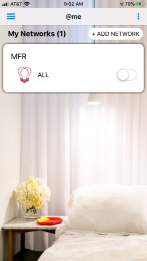 AT&T 9:02 AM 70%
@me
My Networks (1) + ADD NETWORK
MFR
ALL